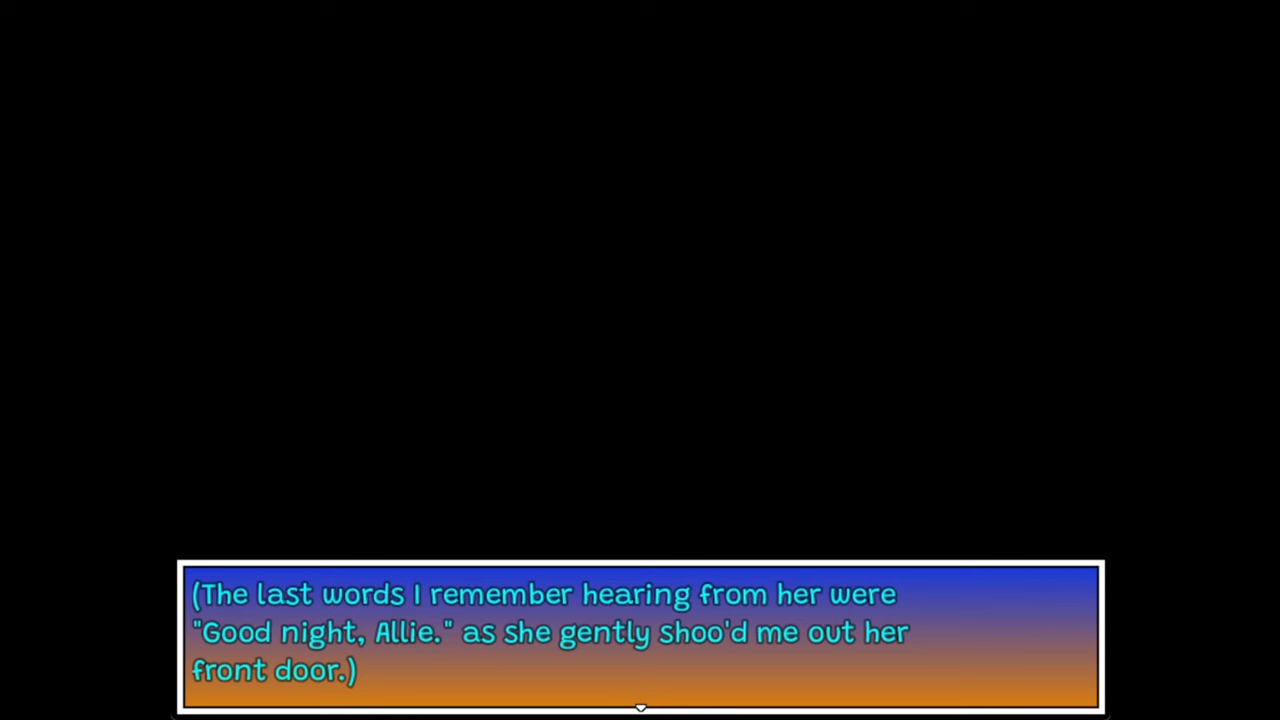 (The last words I remember hearing from her were
"Good night, Allie." as she gently shoo'd me out her
front door.)